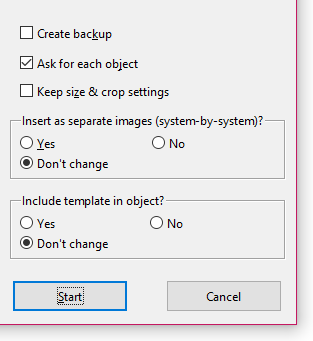 Create backup
Ask for each object
Keep size & crop settings
Insert as separate images (system-by-system)?
Yes No
Don't change
Include template in object?
Yes No
Don't change
Start Cancel